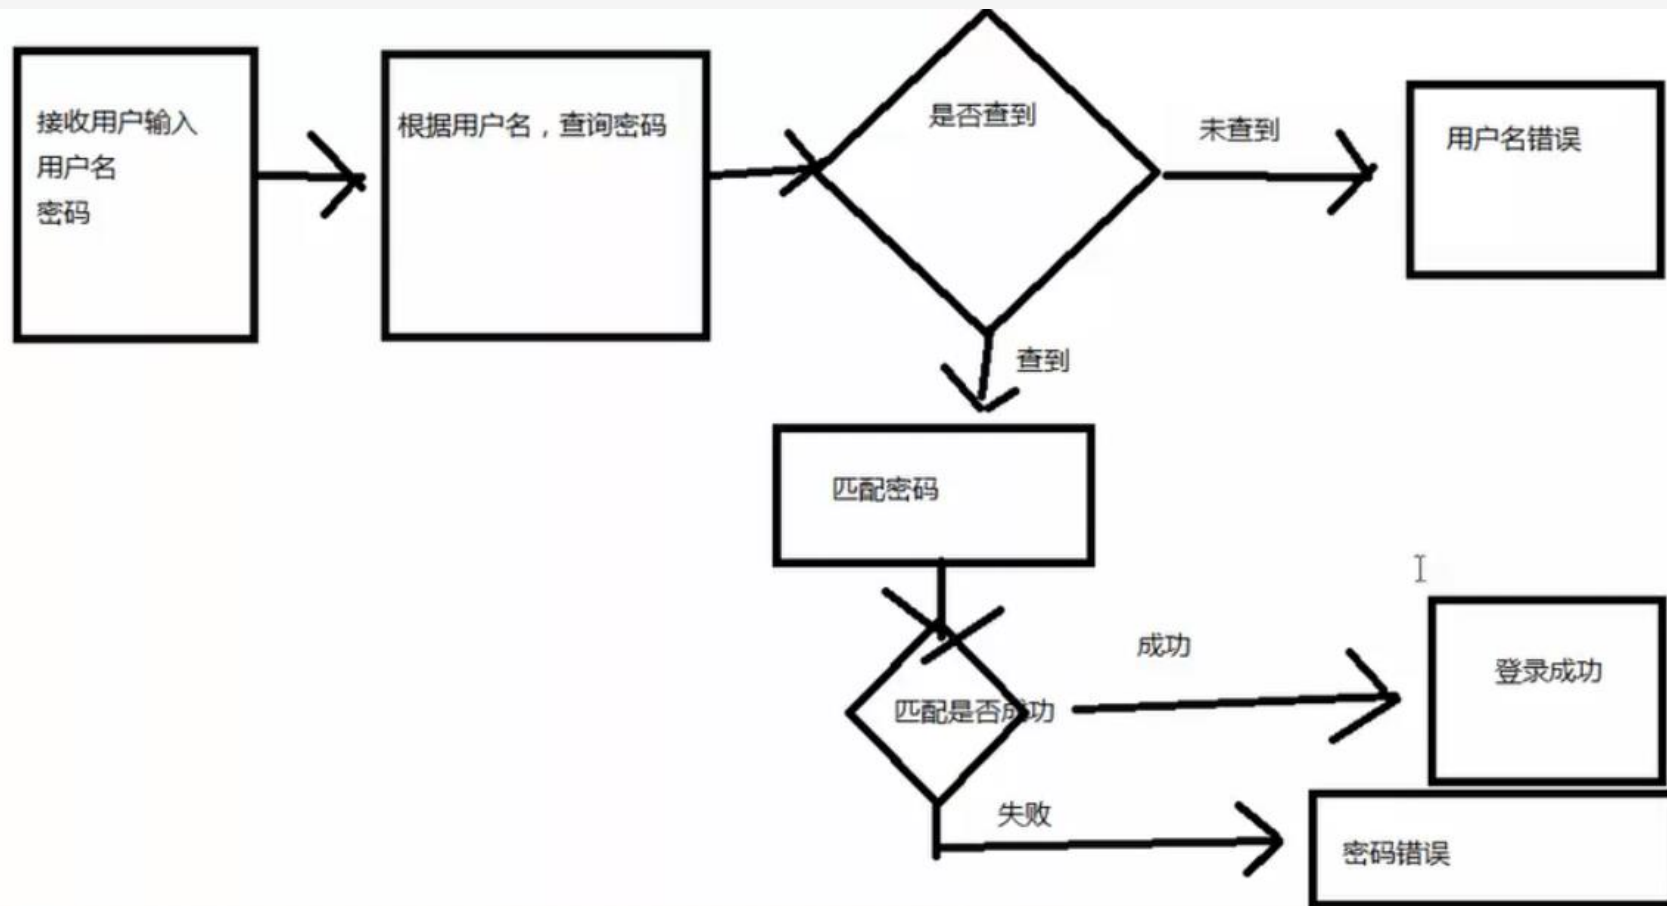 接收用户输入
用户名
密码
根据用户名，查询密码
是否查到
未查到
用户名错误
查到
匹配密码
匹配是否成功
成功
登录成功
失败
密码错误